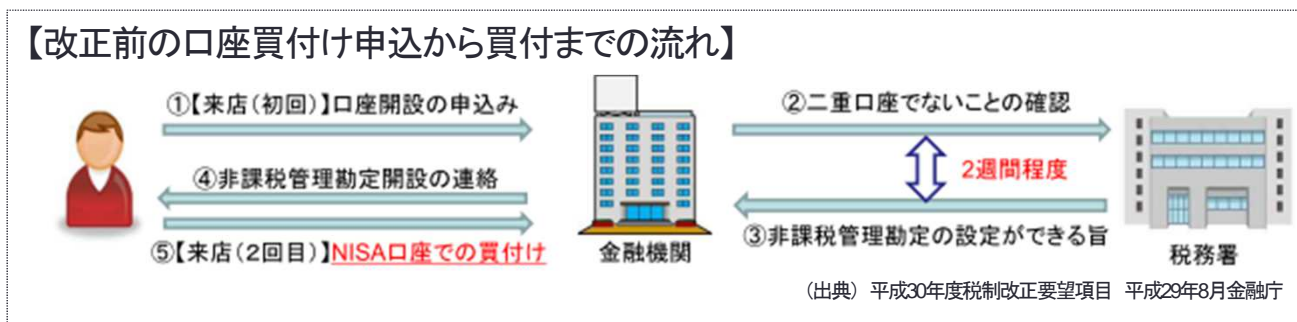 【改正前の口座買付け申込から買付までの流れ】
①【来店(初回)】口座開設の申込み
②二重口座でないことの確認
④非課税管理勘定開設の連絡
2週間程度
③非課税管理勘定の設定ができる旨
⑤【来店(2回目)】NISA口座での買付け
金融機関
税務署
（出典）平成30年度税制改正要望項目 平成29年8月金融庁